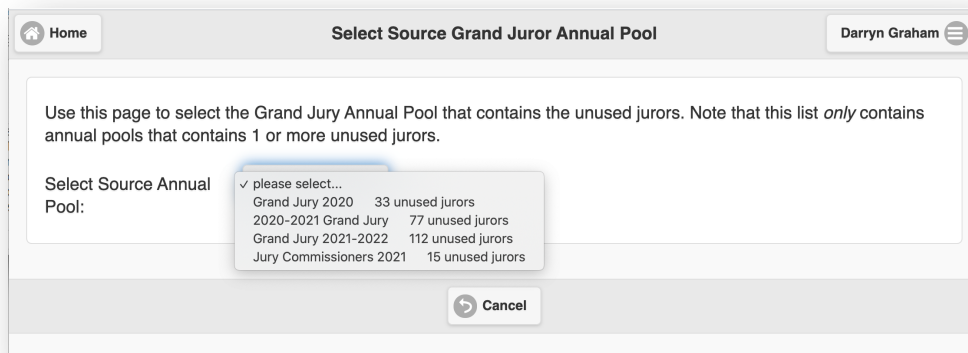 Home
Select Source Grand Juror Annual Pool
Darryn Graham
Use this page to select the Grand Jury Annual Pool that contains the unused jurors. Note that this list only contains
annual pools that contains 1 or more unused jurors.
Select Source Annual
Pool:
✓ please select...
Grand Jury 2020 33 unused jurors
2020-2021 Grand Jury 77 unused jurors
Grand Jury 2021-2022 112 unused jurors
Jury Commissioners 2021 15 unused jurors
Cancel